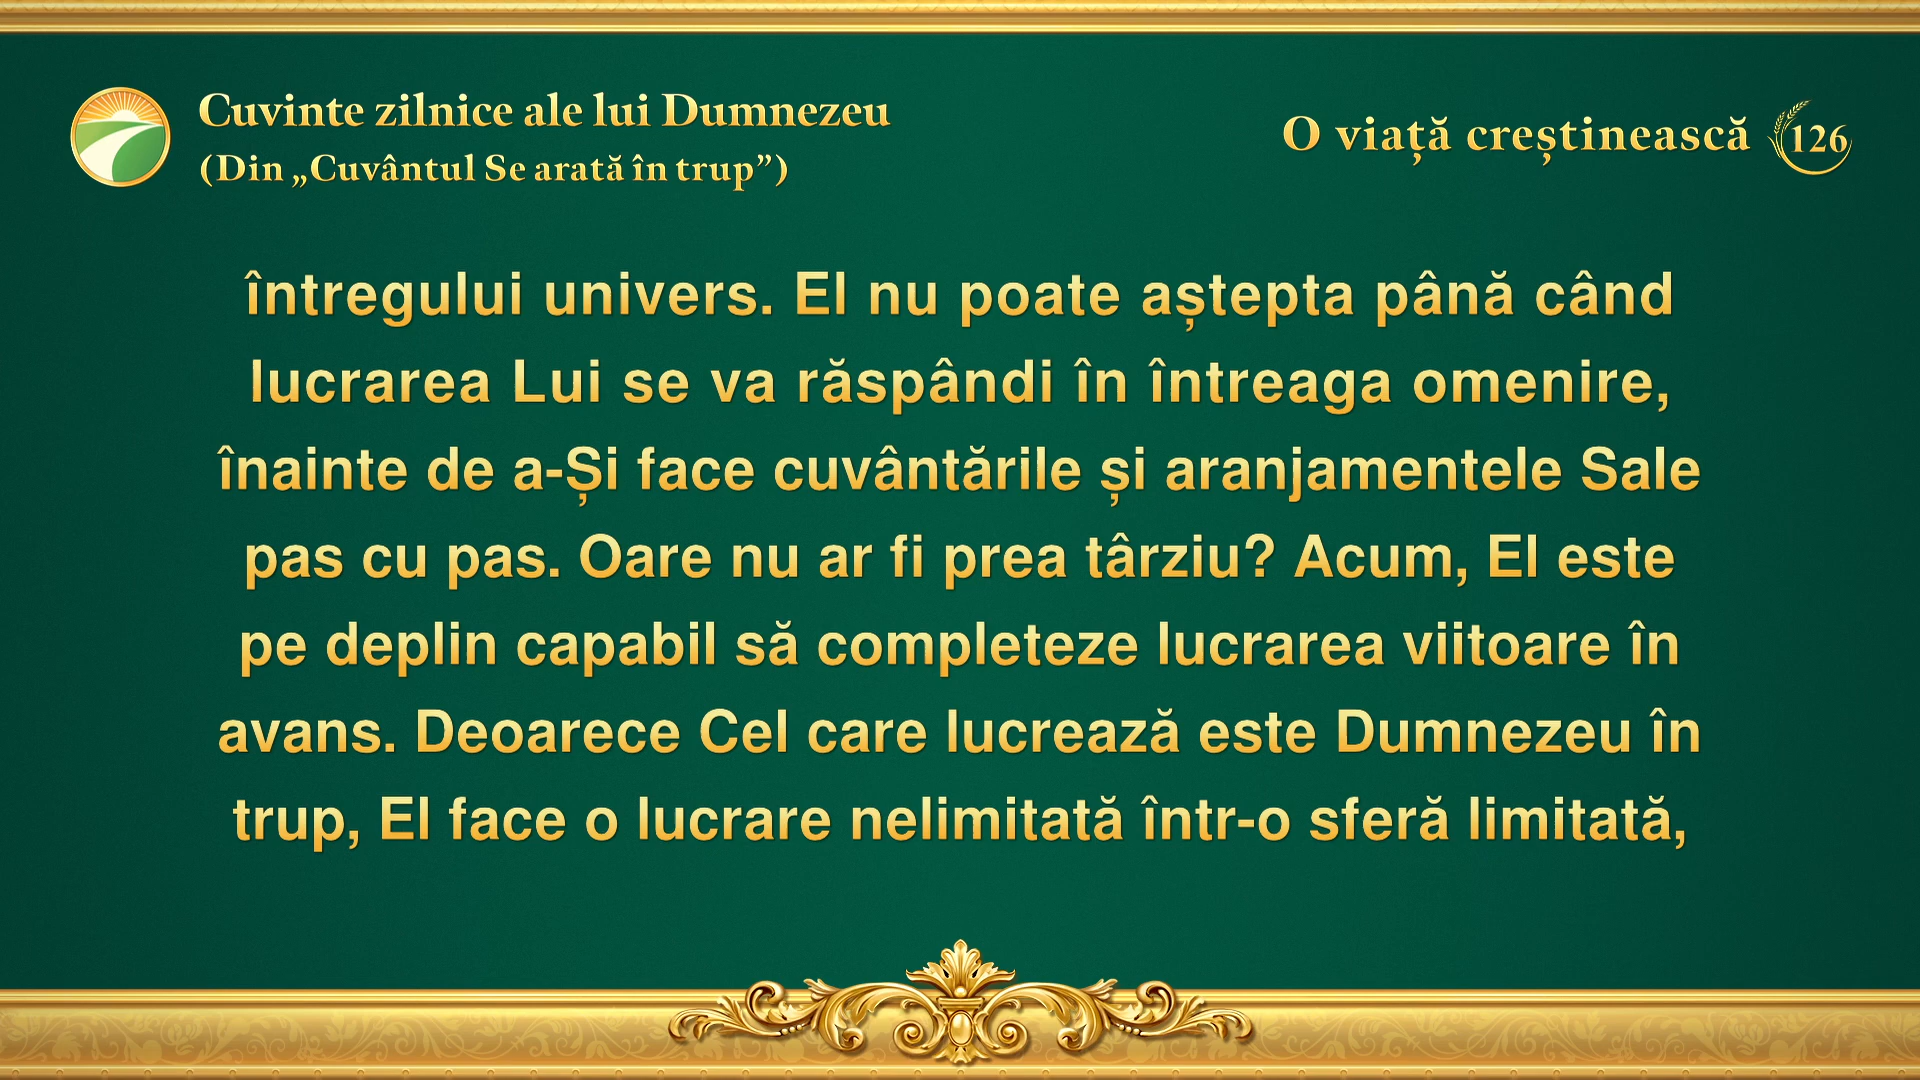 Cuvinte zilnice ale lui Dumnezeu
(Din „Cuvântul Se arată în trup”)
O viață creștinească 126
întregului univers. El nu poate aștepta până când
lucrarea Lui se va răspândi în întreaga omenire,
înainte de a-Și face cuvântările și aranjamentele Sale
pas cu pas. Oare nu ar fi prea târziu? Acum, El este
pe deplin capabil să completeze lucrarea viitoare în
avans. Deoarece Cel care lucrează este Dumnezeu în
trup, El face o lucrare nelimitată într-o sferă limitată,